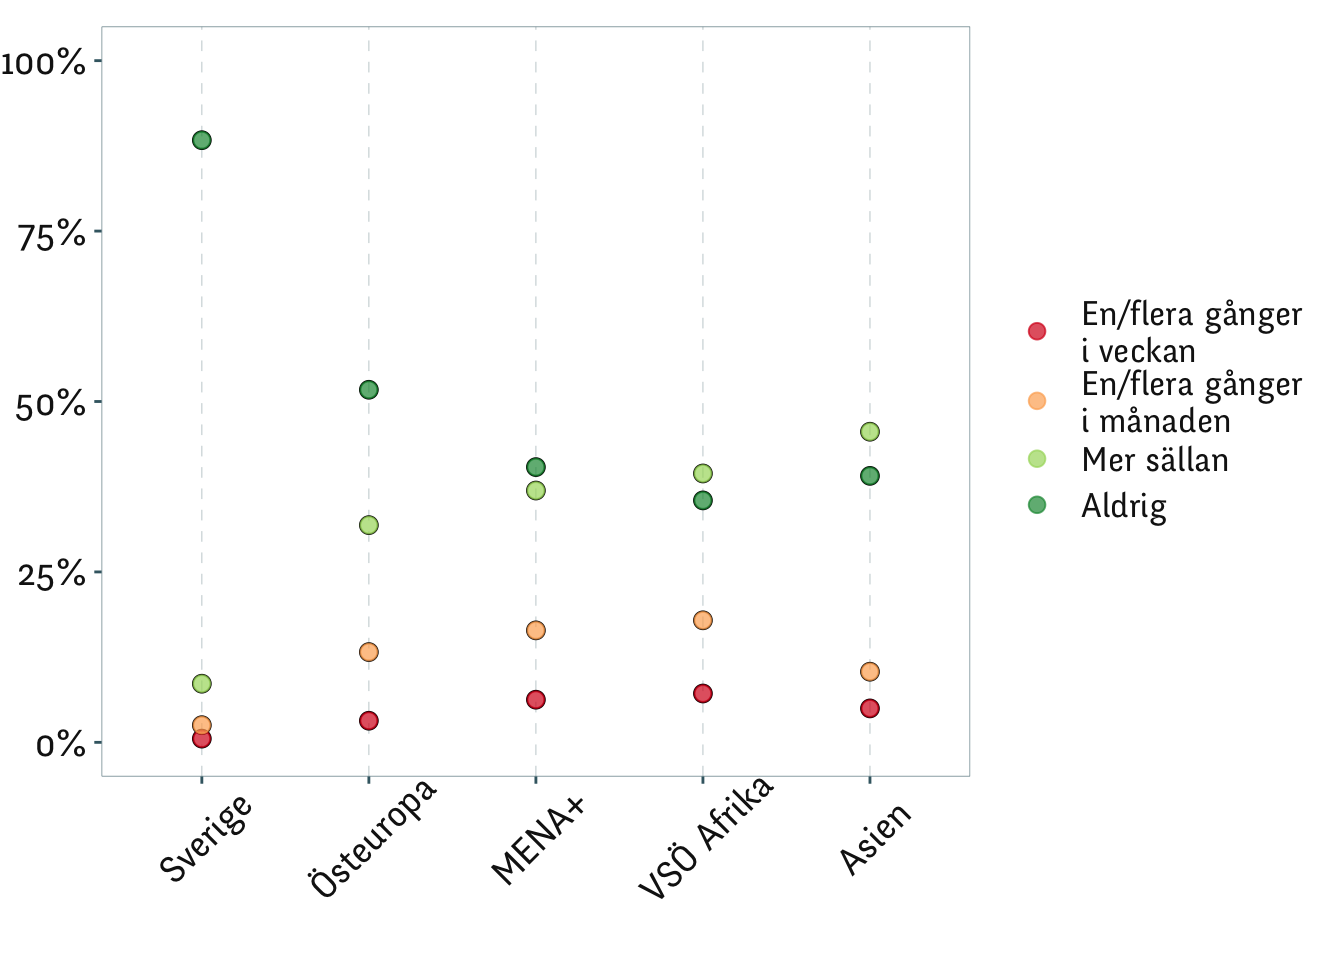 100%
75%
50%
25%
0%
Sverige
Östeuropa
MENA+
VSÖ Afrika
Asien
En/flera gånger
i veckan
En/flera gånger
i månaden
Mer sällan
Aldrig